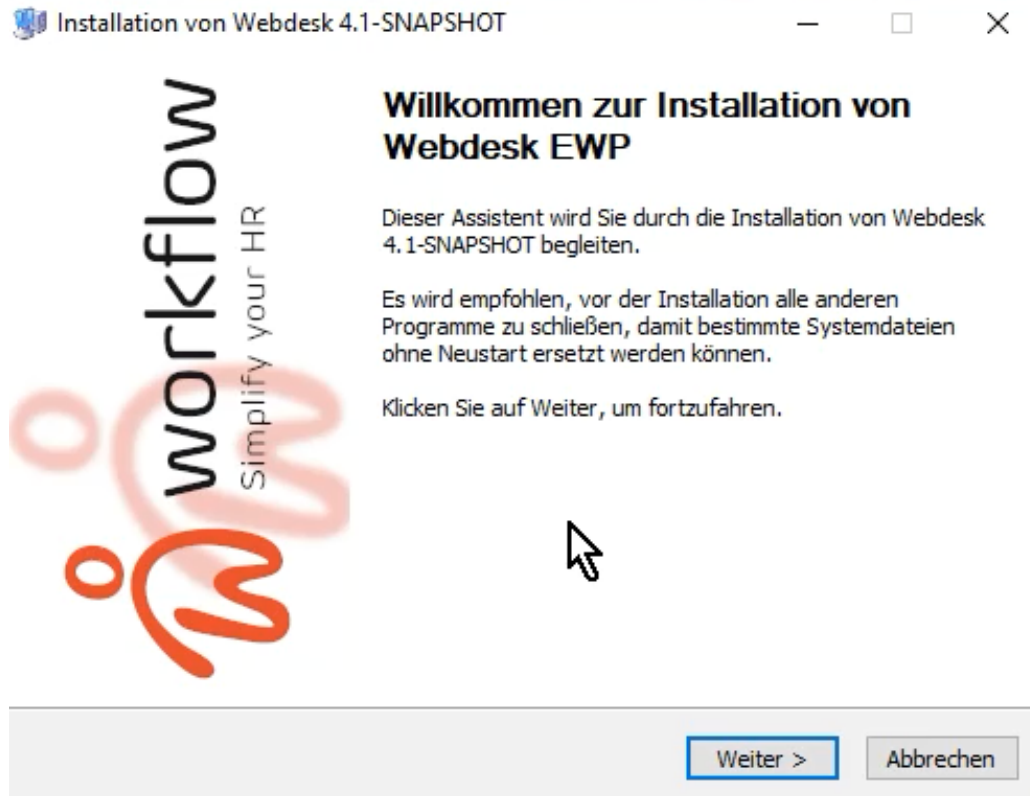 Installation von Webdesk 4.1-SNAPSHOT
workflow
Simplify your HR
Willkommen zur Installation von
Webdesk EWP
Dieser Assistent wird Sie durch die Installation von Webdesk
4.1-SNAPSHOT begleiten.
Es wird empfohlen, vor der Installation alle anderen
Programme zu schließen, damit bestimmte Systemdateien
ohne Neustart ersetzt werden können.
Klicken Sie auf Weiter, um fortzufahren.
Weiter >
Abbrechen